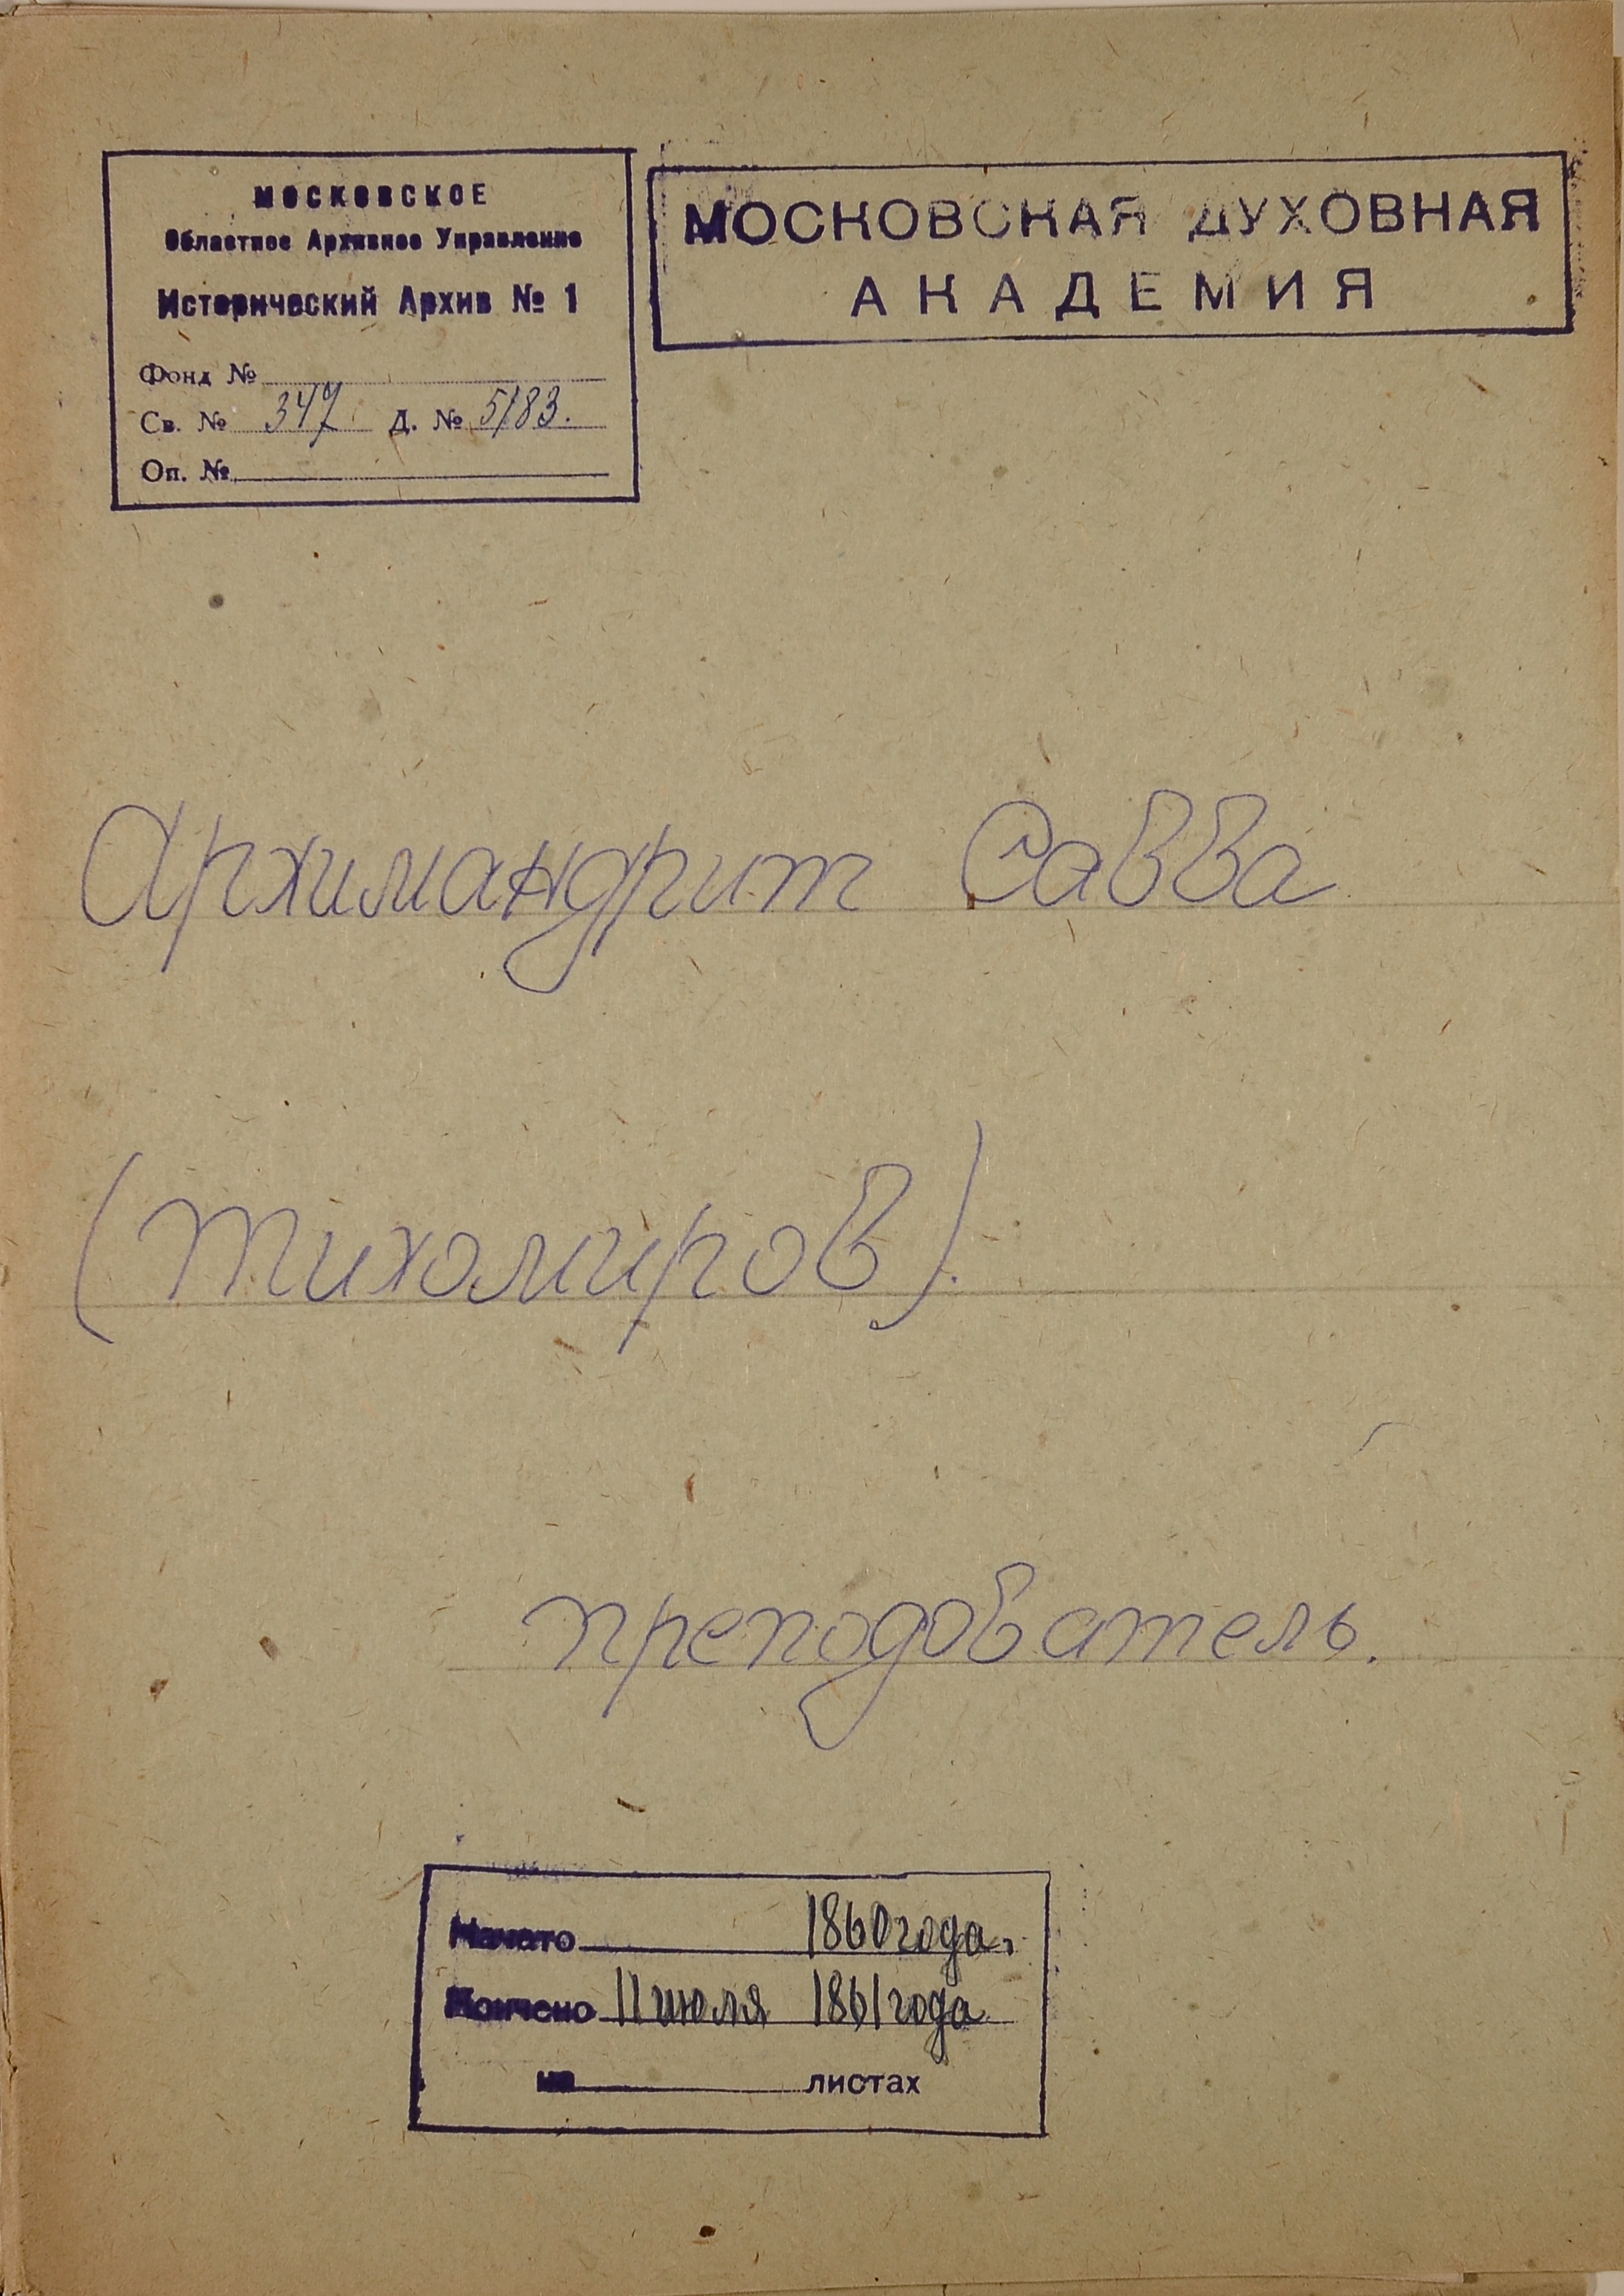 МОСКОВСКОЕ
Областное Архивное Управление
Исторический Архив № 1
Фонд №
Св. № 347 Д. № 5183.
Оп. №
МОСКОВСКАЯ ДУХОВНАЯ
АКАДЕМИЯ
Архимандрит Савва
(Тихомиров).
преподователь.
Начато 1860 года.
Кончено 11 июля 1861 года
на листах